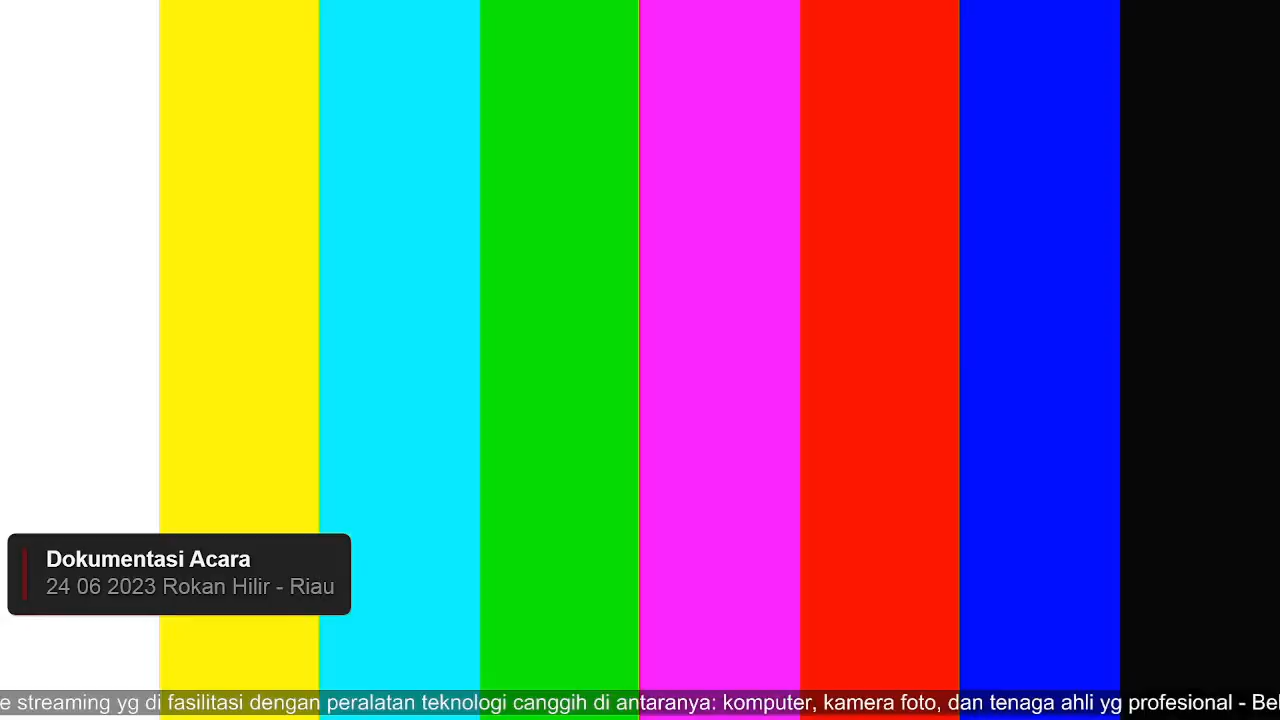 Dokumentasi Acara
24 06 2023 Rokan Hilir - Riau
streaming yg di fasilitasi dengan peralatan teknologi canggih di antaranya: komputer, kamera foto, dan tenaga ahli yg profesional -